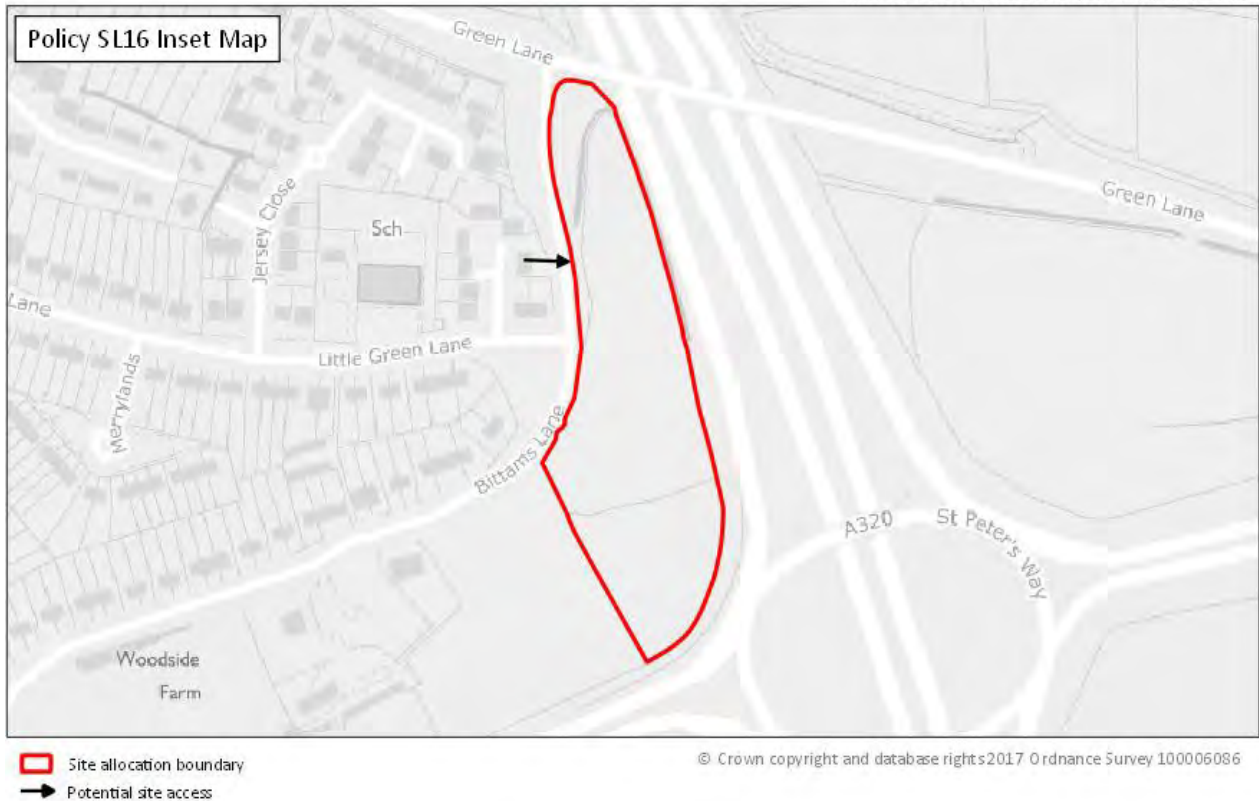 Policy SL16 Inset Map
Green Lane
Jersey Close
Sch
Green Lane
Lane
Little Green Lane
Merrylands
Bittams Lane
A320
St Peter's Way
Woodside
Farm
Site allocation boundary
© Crown copyright and database rights 2017 Ordnance Survey 100006086
Potential site access